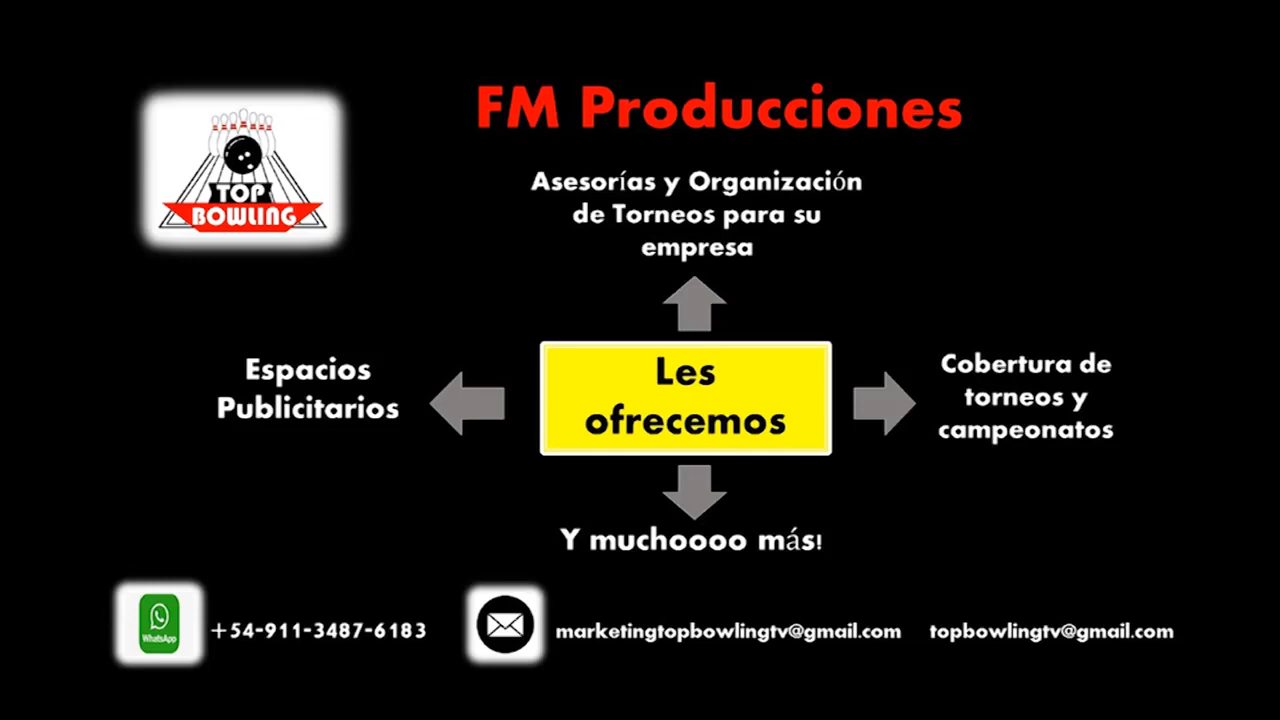 FM Producciones
TOP
BOWLING
Asesorías y Organización
de Torneos para su
empresa
Espacios
Publicitarios
Les
ofrecemos
Cobertura de
torneos y
campeonatos
Y muchoooo más!
WhatsApp
+54-911-3487-6183
marketingtopbowlingtv@gmail.com
topbowlingtv@gmail.com